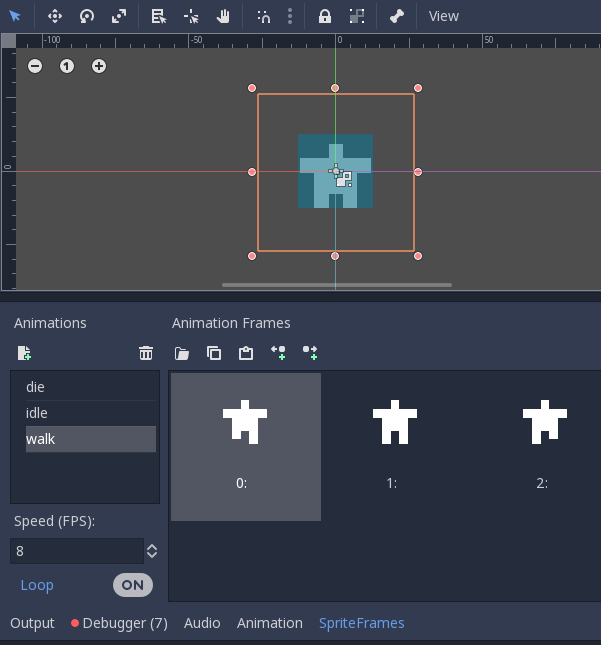 View
-100 -50 0 50
1
0
Animations
Animation Frames
die
idle
walk
0: 1: 2:
Speed (FPS):
8
Loop ON
Output Debugger (7) Audio Animation SpriteFrames